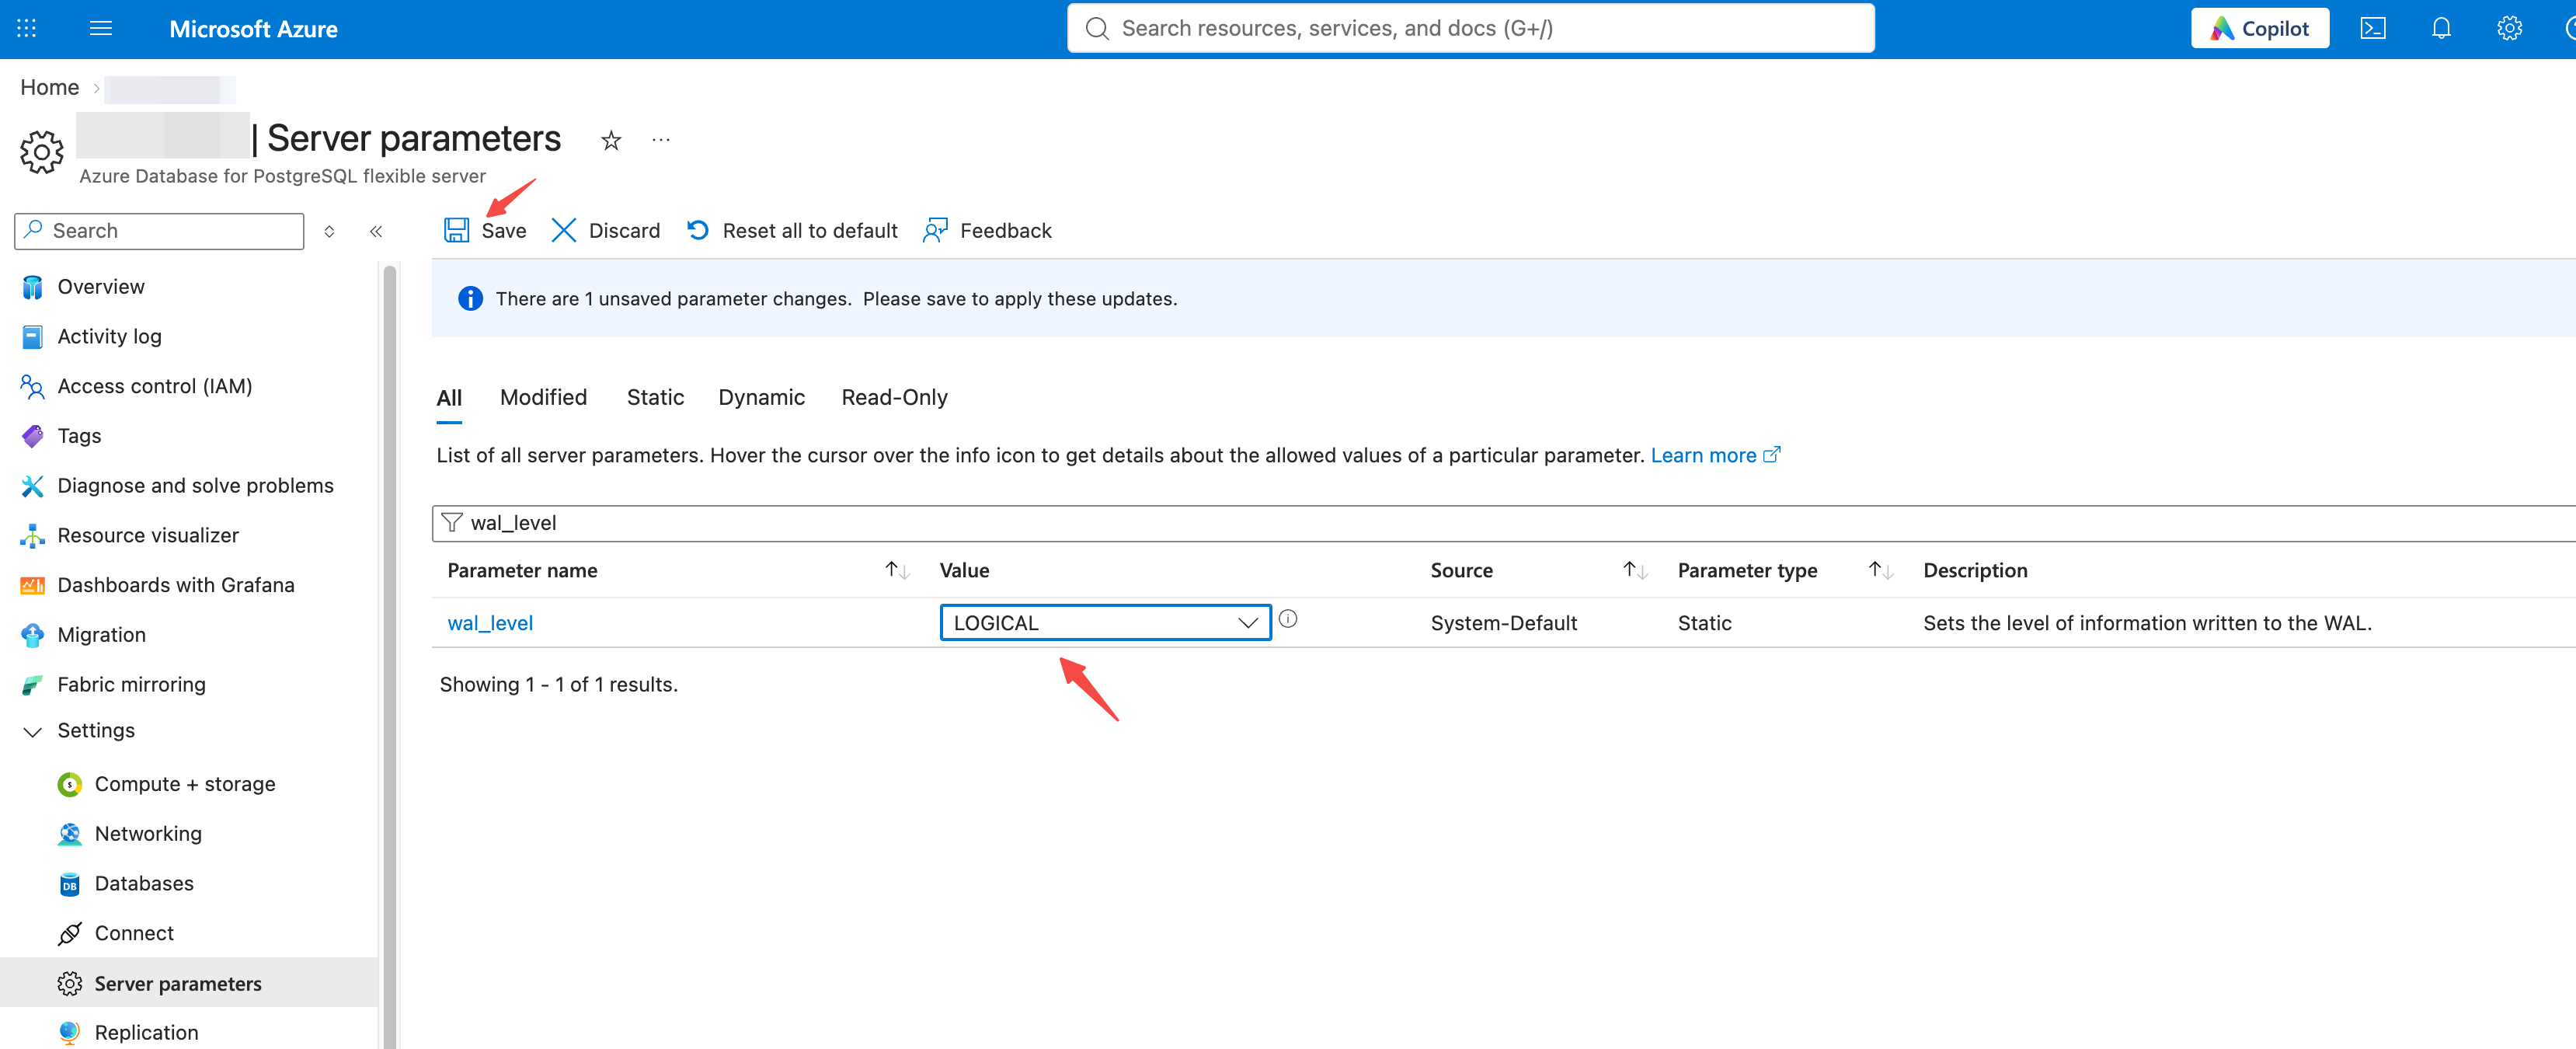 Microsoft Azure
Search resources, services, and docs (G+/)
Copilot
Home
| Server parameters
Azure Database for PostgreSQL flexible server
Search
Save
Discard
Reset all to default
Feedback
There are 1 unsaved parameter changes. Please save to apply these updates.
Overview
Activity log
Access control (IAM)
Tags
Diagnose and solve problems
Resource visualizer
Dashboards with Grafana
Migration
Fabric mirroring
Settings
Compute + storage
Networking
Databases
Connect
Server parameters
Replication
All
Modified
Static
Dynamic
Read-Only
List of all server parameters. Hover the cursor over the info icon to get details about the allowed values of a particular parameter. Learn more
wal_level
Parameter name
Value
Source
Parameter type
Description
wal_level
LOGICAL
System-Default
Static
Sets the level of information written to the WAL.
Showing 1 - 1 of 1 results.